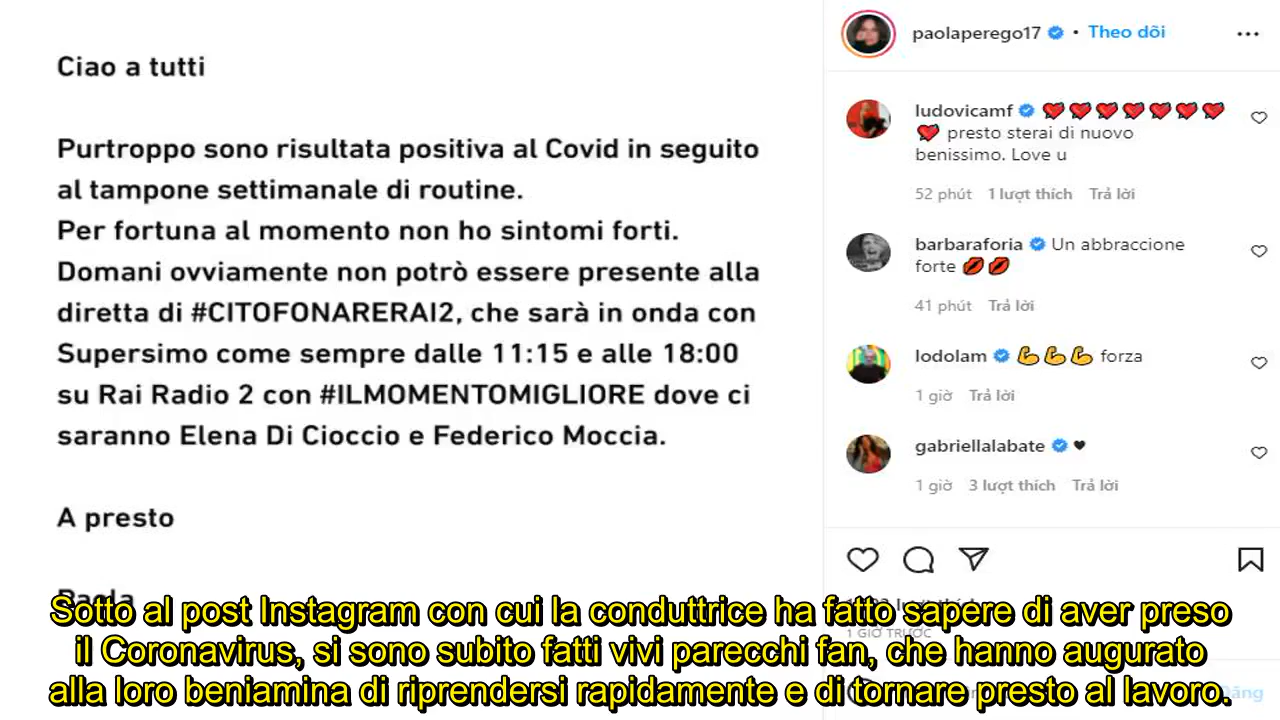 Ciao a tutti
Purtroppo sono risultata positiva al Covid in seguito
al tampone settimanale di routine.
Per fortuna al momento non ho sintomi forti.
Domani ovviamente non potrò essere presente alla
diretta di #CITOFONARERAI2, che sarà in onda con
Supersimo come sempre dalle 11:15 e alle 18:00
su Rai Radio 2 con #ILMOMENTOMIGLIORE dove ci
saranno Elena Di Cioccio e Federico Moccia.
A presto
Paola
paolaperego17 • Theo dõi
ludovicamf ❤❤❤❤❤❤❤
❤ presto sterai di nuovo
benissimo. Love u
52 phút 1 lượt thích Trả lời
barbaraforia Un abbraccione
forte 💋💋
41 phút Trả lời
lodolam 💪💪💪 forza
1 giờ Trả lời
gabriellalabate 🖤
1 giờ 3 lượt thích Trả lời
lượt thích
1 GIỜ TRƯỚC
Đăng
Sotto al post Instagram con cui la conduttrice ha fatto sapere di aver preso
il Coronavirus, si sono subito fatti vivi parecchi fan, che hanno augurato
alla loro beniamina di riprendersi rapidamente e di tornare presto al lavoro.